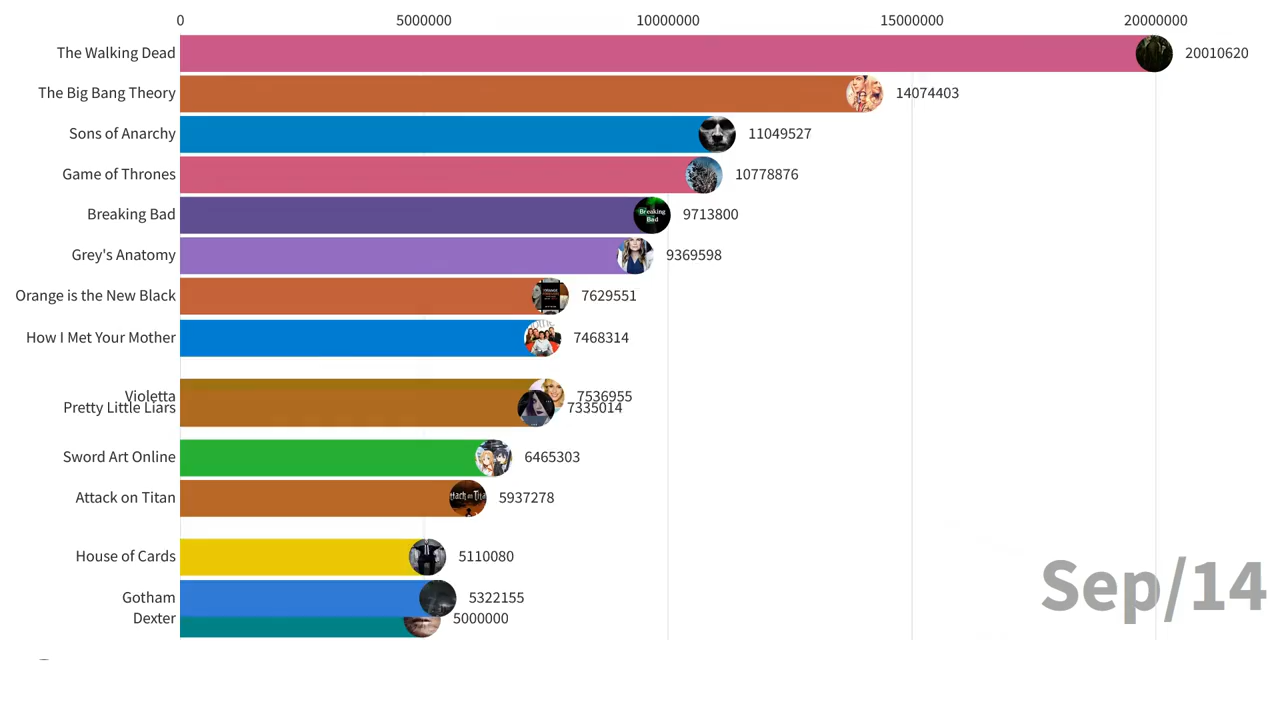 0 5000000 10000000 15000000 20000000
The Walking Dead 20010620
The Big Bang Theory 14074403
Sons of Anarchy 11049527
Game of Thrones 10778876
Breaking Bad Breaking Bad 9713800
Grey's Anatomy 9369598
Orange is the New Black ORANGE 7629551
How I Met Your Mother 7468314
Violetta 7536955
Pretty Little Liars 7335014
Sword Art Online 6465303
Attack on Titan 5937278
House of Cards 5110080
Gotham 5322155
Dexter 5000000
Sep/14